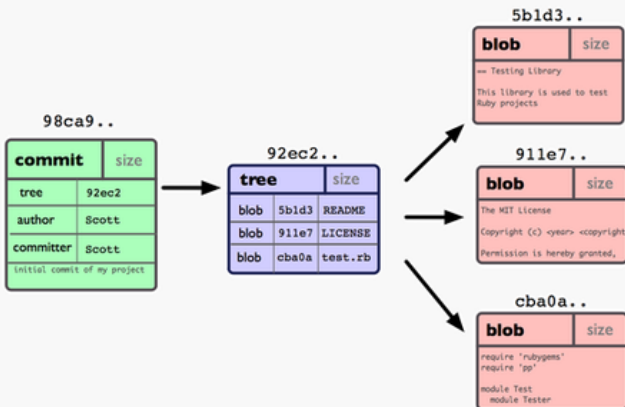 98ca9..
commit size
tree 92ec2
author Scott
committer Scott
initial commit of my project
92ec2..
tree size
blob 5b1d3 README
blob 911e7 LICENSE
blob cba0a test.rb
5b1d3..
blob size
== Testing Library
This library is used to test
Ruby projects
911e7..
blob size
The MIT License
Copyright (c) <year> <copyright
Permission is hereby granted,
cba0a..
blob size
require 'rubygems'
require 'pp'
module Test
module Tester